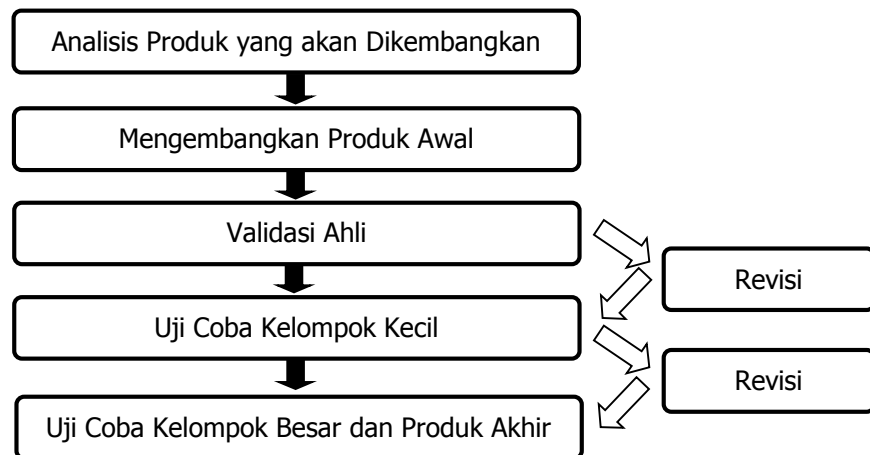 Analisis Produk yang akan Dikembangkan
Mengembangkan Produk Awal
Validasi Ahli
Revisi
Uji Coba Kelompok Kecil
Revisi
Uji Coba Kelompok Besar dan Produk Akhir